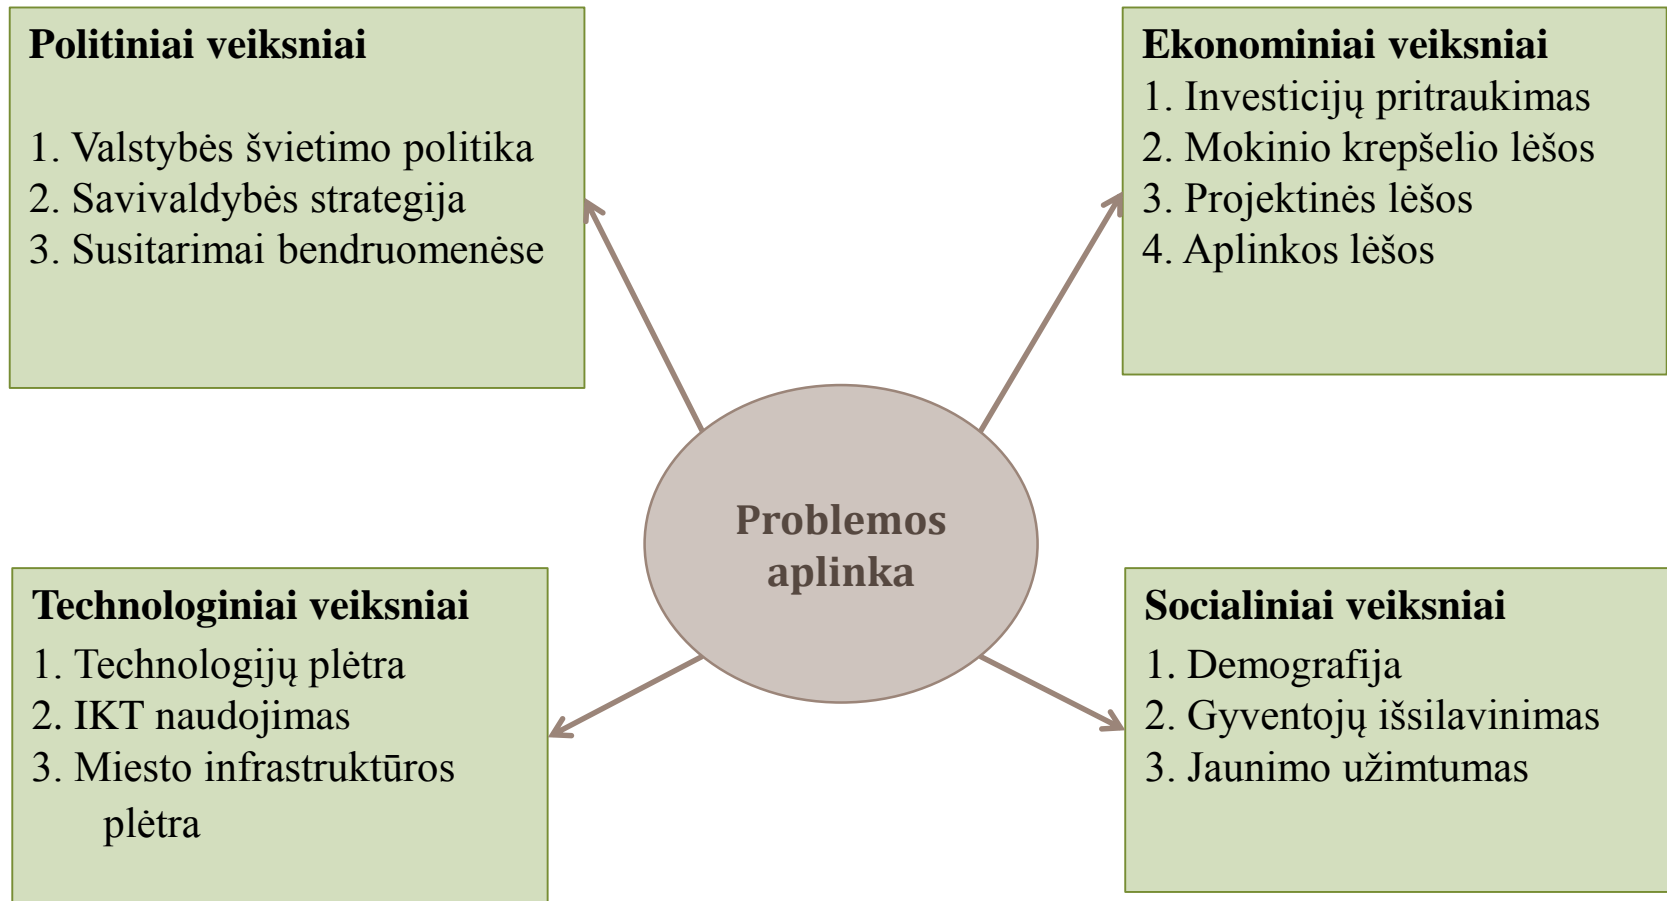 Politiniai veiksniai
1. Valstybės švietimo politika
2. Savivaldybės strategija
3. Susitarimai bendruomenėse
Ekonominiai veiksniai
1. Investicijų pritraukimas
2. Mokinio krepšelio lėšos
3. Projektinės lėšos
4. Aplinkos lėšos
Problemos
aplinka
Technologiniai veiksniai
1. Technologijų plėtra
2. IKT naudojimas
3. Miesto infrastruktūros
plėtra
Socialiniai veiksniai
1. Demografija
2. Gyventojų išsilavinimas
3. Jaunimo užimtumas